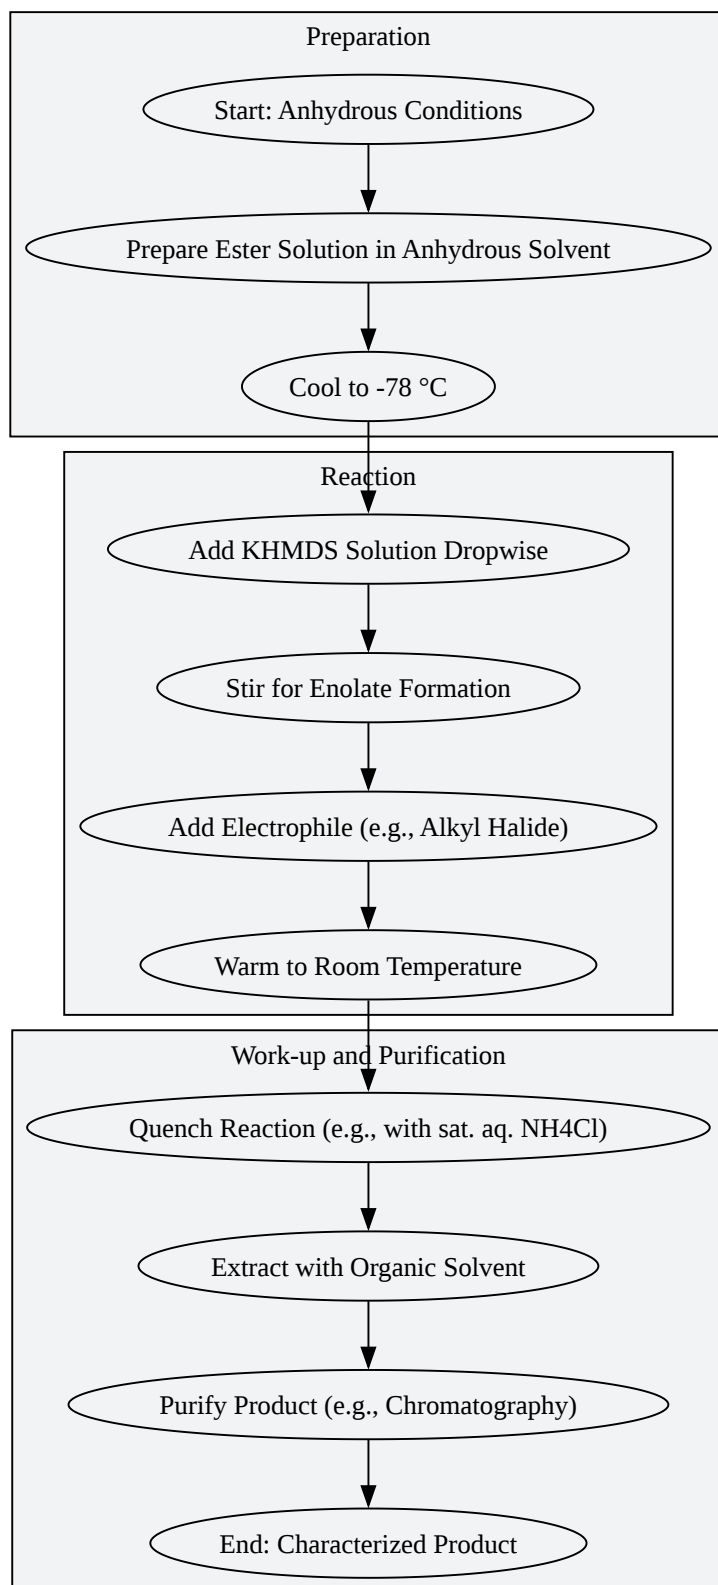 Preparation
Start: Anhydrous Conditions
Prepare Ester Solution in Anhydrous Solvent
Cool to -78 °C
Reaction
Add KHMDS Solution Dropwise
Stir for Enolate Formation
Add Electrophile (e.g., Alkyl Halide)
Warm to Room Temperature
Work-up and Purification
Quench Reaction (e.g., with sat. aq. NH4Cl)
Extract with Organic Solvent
Purify Product (e.g., Chromatography)
End: Characterized Product